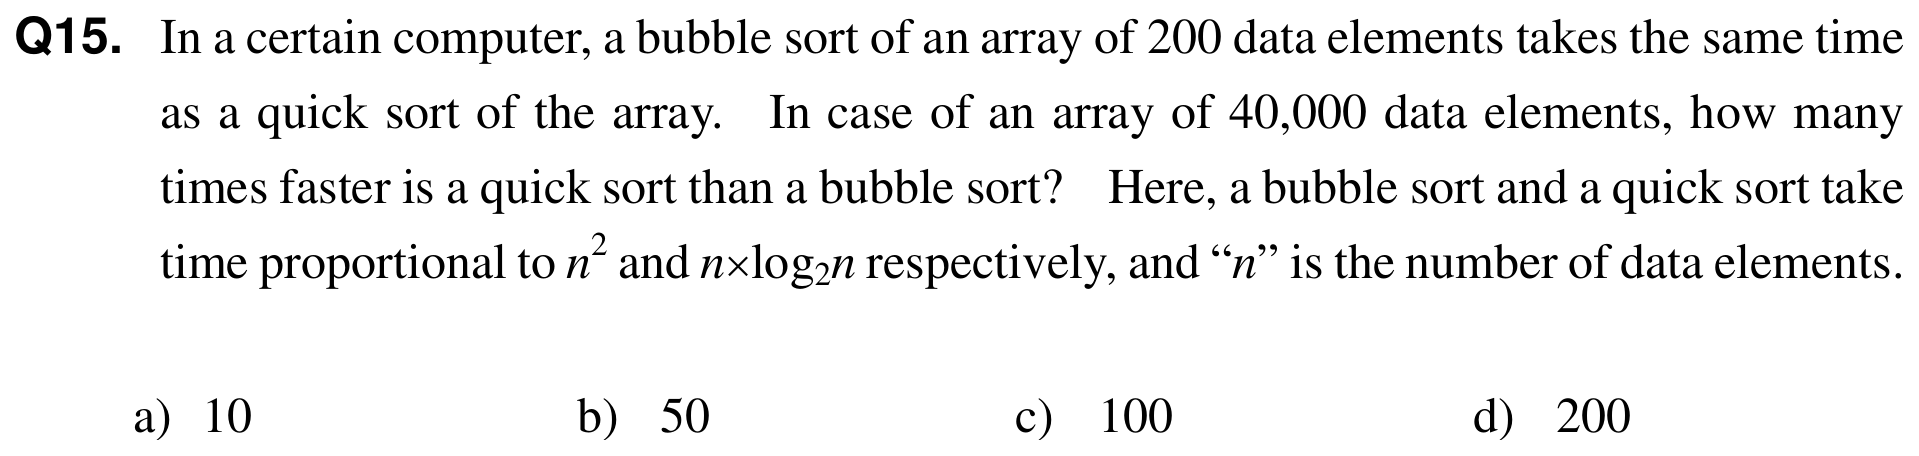 Q15. In a certain computer, a bubble sort of an array of 200 data elements takes the same time
as a quick sort of the array. In case of an array of 40,000 data elements, how many
times faster is a quick sort than a bubble sort? Here, a bubble sort and a quick sort take
time proportional to n² and n×log₂n respectively, and “n” is the number of data elements.
a) 10 b) 50 c) 100 d) 200